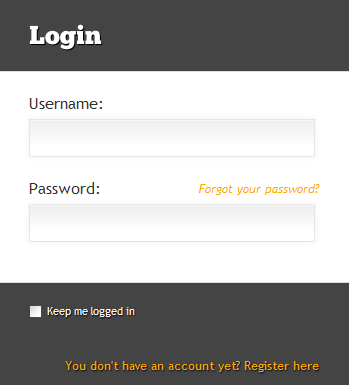 Login
Username:
Password: Forgot your password?
Keep me logged in
You don't have an account yet? Register here